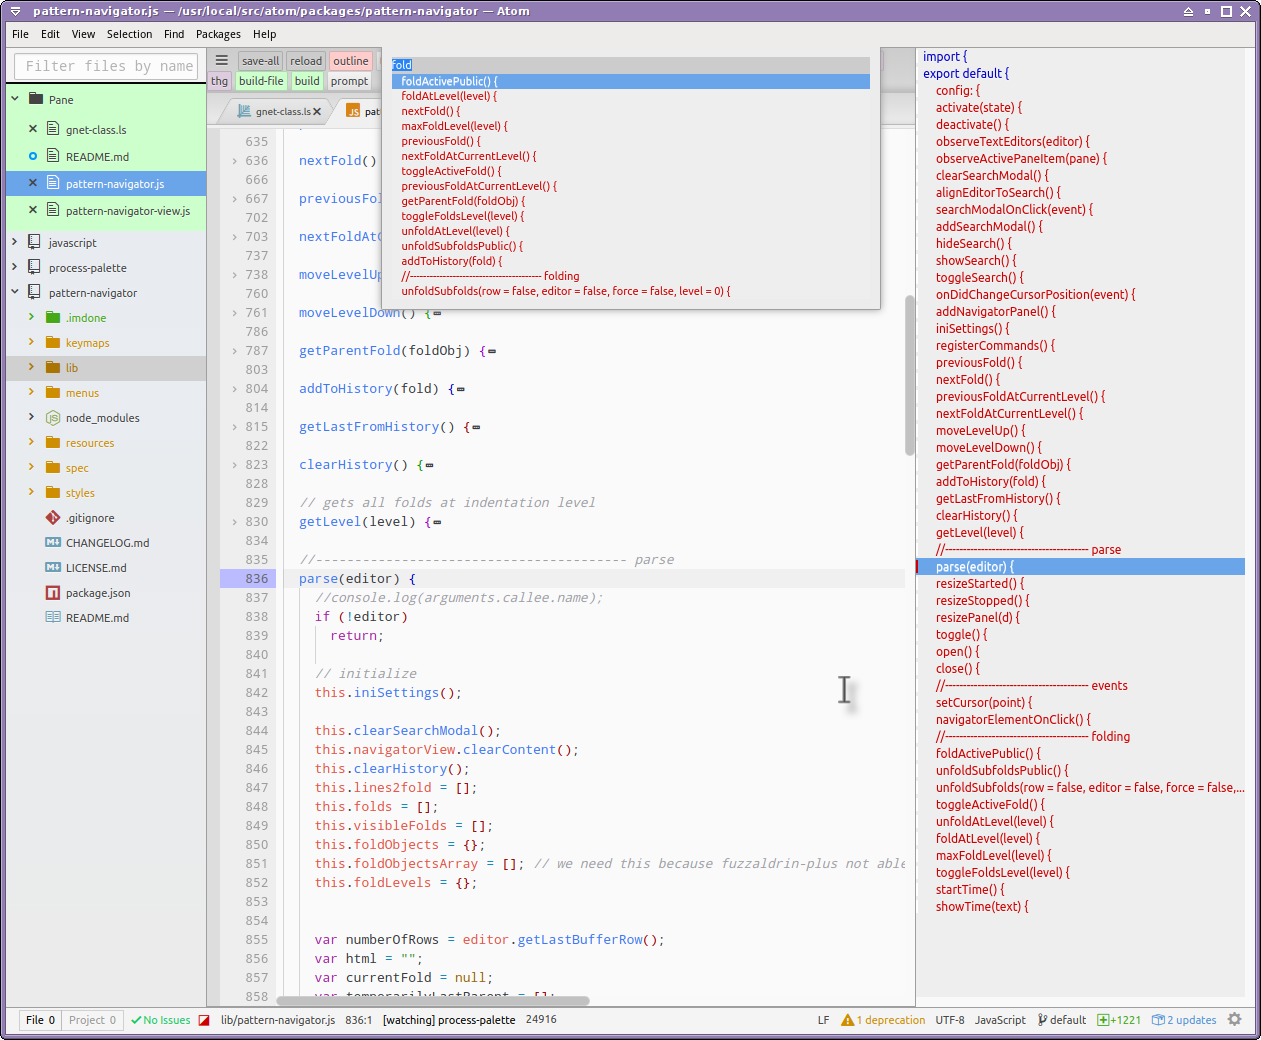 pattern-navigator.js — /usr/local/src/atom/packages/pattern-navigator — Atom
File Edit View Selection Find Packages Help
Filter files by name
Pane
gnet-class.ls
README.md
pattern-navigator.js
pattern-navigator-view.js
javascript
process-palette
pattern-navigator
.imdone
keymaps
lib
menus
node_modules
resources
spec
styles
.gitignore
CHANGELOG.md
LICENSE.md
package.json
README.md
save-all reload outline
thg build-file build prompt
gnet-class.ls
fold
foldActivePublic() {
foldAtLevel(level) {
nextFold() {
maxFoldLevel(level) {
previousFold() {
nextFoldAtCurrentLevel() {
toggleActiveFold() {
previousFoldAtCurrentLevel() {
getParentFold(foldObj) {
toggleFoldsLevel(level) {
unfoldAtLevel(level) {
unfoldSubfoldsPublic() {
addToHistory(fold) {
//---------------------------------------- folding
unfoldSubfolds(row = false, editor = false, force = false, level = 0) {
635
636 nextFold()
666
667 previousFol
702
703 nextFoldAtC
737
738 moveLevelUp
760
761 moveLevelDown() {
786
787 getParentFold(foldObj) {
803
804 addToHistory(fold) {
814
815 getLastFromHistory() {
822
823 clearHistory() {
828
829 // gets all folds at indentation level
830 getLevel(level) {
834
835 //---------------------------------------- parse
836 parse(editor) {
837 //console.log(arguments.callee.name);
838 if (!editor)
839 return;
840
841 // initialize
842 this.iniSettings();
843
844 this.clearSearchModal();
845 this.navigatorView.clearContent();
846 this.clearHistory();
847 this.lines2fold = [];
848 this.folds = [];
849 this.visibleFolds = [];
850 this.foldObjects = {};
851 this.foldObjectsArray = []; // we need this because fuzzaldrin-plus not able
852 this.foldLevels = {};
853
854
855 var numberOfRows = editor.getLastBufferRow();
856 var html = "";
857 var currentFold = null;
858 var temporarilyLastParent = [];
import {
export default {
config: {
activate(state) {
deactivate() {
observeTextEditors(editor) {
observeActivePaneItem(pane) {
clearSearchModal() {
alignEditorToSearch() {
searchModalOnClick(event) {
addSearchModal() {
hideSearch() {
showSearch() {
toggleSearch() {
onDidChangeCursorPosition(event) {
addNavigatorPanel() {
iniSettings() {
registerCommands() {
previousFold() {
nextFold() {
previousFoldAtCurrentLevel() {
nextFoldAtCurrentLevel() {
moveLevelUp() {
moveLevelDown() {
getParentFold(foldObj) {
addToHistory(fold) {
getLastFromHistory() {
clearHistory() {
getLevel(level) {
//---------------------------------------- parse
parse(editor) {
resizeStarted() {
resizeStopped() {
resizePanel(d) {
toggle() {
open() {
close() {
//---------------------------------------- events
setCursor(point) {
navigatorElementOnClick() {
//---------------------------------------- folding
foldActivePublic() {
unfoldSubfoldsPublic() {
unfoldSubfolds(row = false, editor = false, force = false,...
toggleActiveFold() {
unfoldAtLevel(level) {
foldAtLevel(level) {
maxFoldLevel(level) {
toggleFoldsLevel(level) {
startTime() {
showTime(text) {
File 0 Project 0 No Issues lib/pattern-navigator.js 836:1 [watching] process-palette 24916 LF 1 deprecation UTF-8 JavaScript default +1221 2 updates